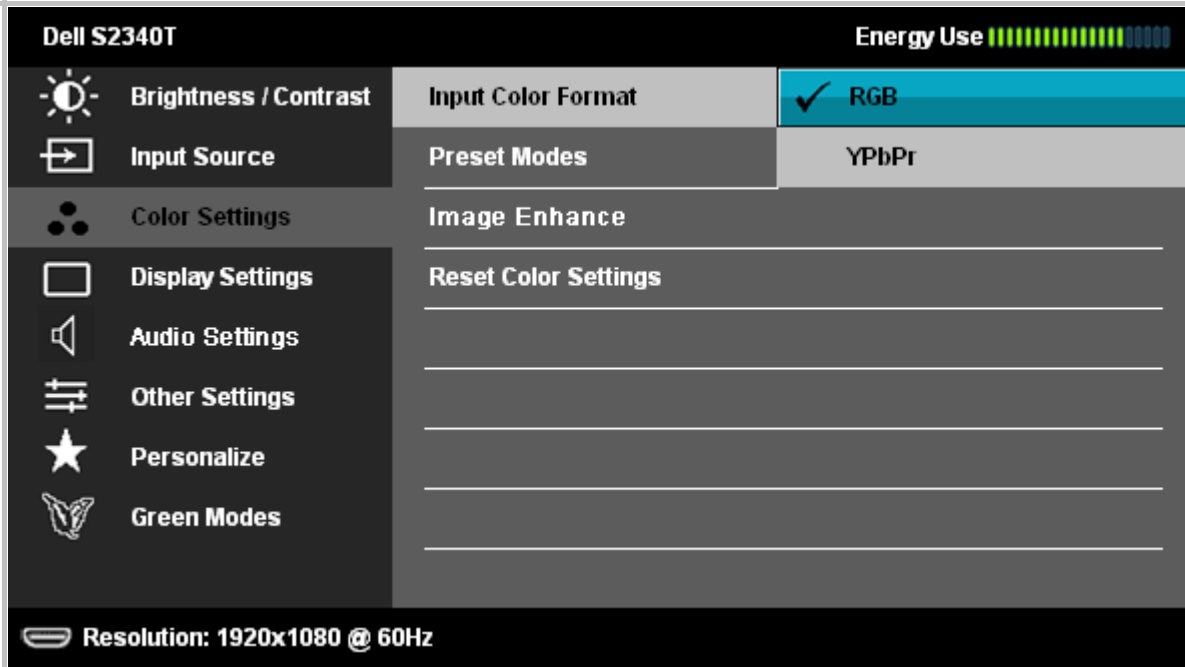 Dell S2340T Energy Use
Brightness / Contrast Input Color Format RGB
Input Source Preset Modes YPbPr
Color Settings Image Enhance
Display Settings Reset Color Settings
Audio Settings
Other Settings
Personalize
Green Modes
Resolution: 1920x1080 @ 60Hz